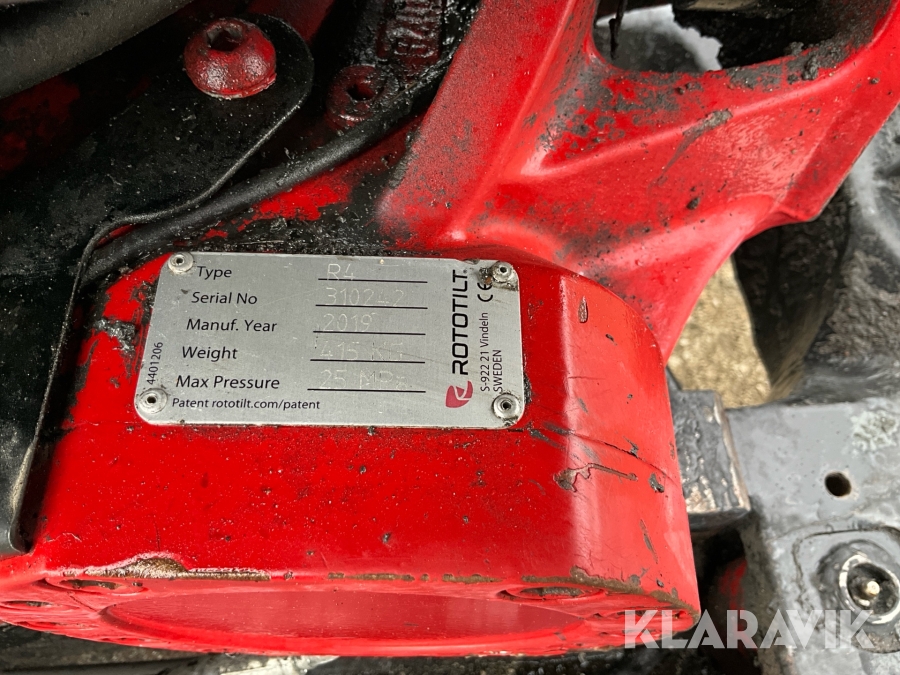 Type R4
Serial No 310242
Manuf. Year 2019
Weight 415 KG
Max Pressure 25 MPa
Patent rototilt.com/patent
4401206
ROTOTILT®
S-922 21 Vindeln CE
SWEDEN
KLARAVIK